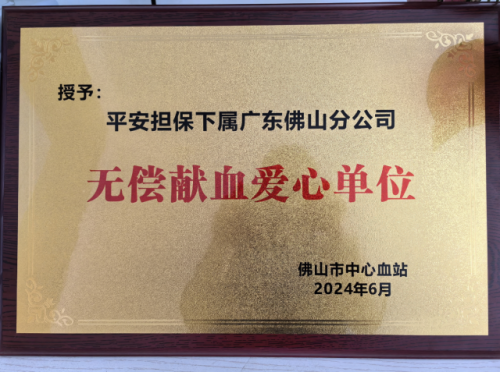 授予：
平安担保下属广东佛山分公司
无偿献血爱心单位
佛山市中心血站
2024年6月